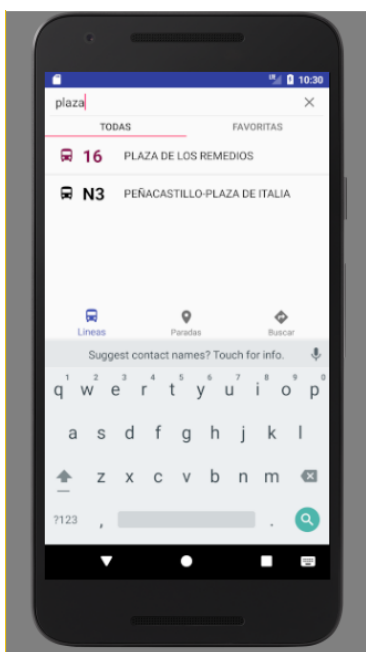 10:30
plaza
TODAS FAVORITAS
16 PLAZA DE LOS REMEDIOS
N3 PEÑACASTILLO-PLAZA DE ITALIA
Líneas Paradas Buscar
Suggest contact names? Touch for info.
1 2 3 4 5 6 7 8 9 0
q w e r t y u i o p
a s d f g h j k l
z x c v b n m
?123 , .